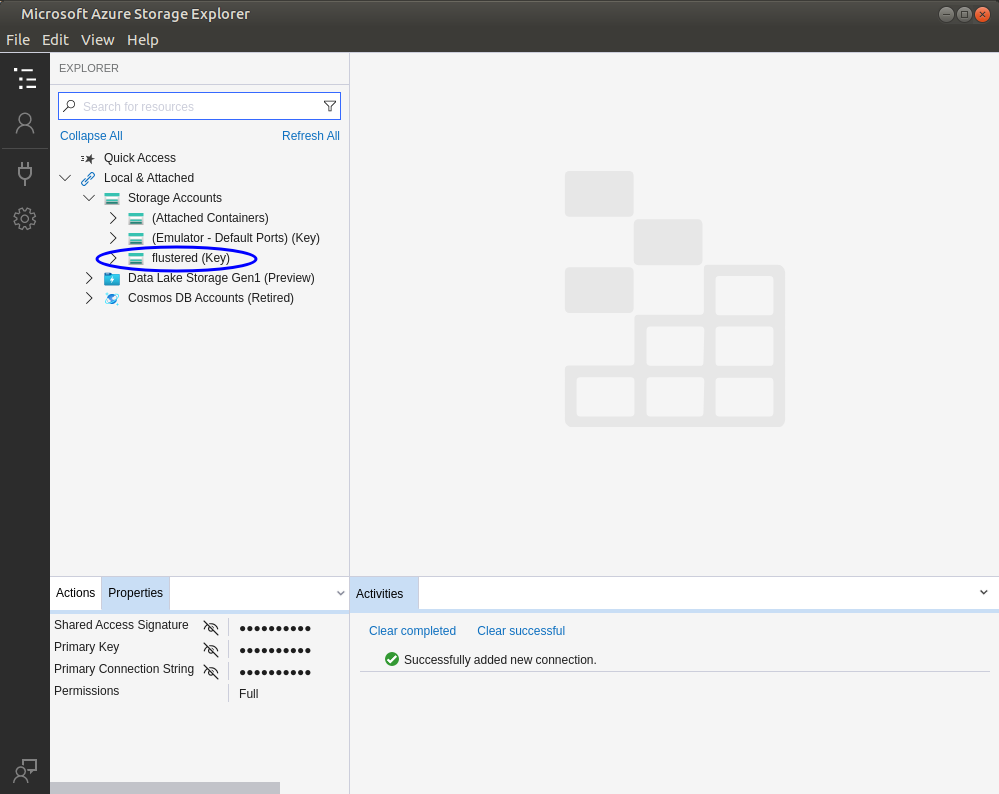 Microsoft Azure Storage Explorer
File Edit View Help
EXPLORER
Search for resources
Collapse All Refresh All
Quick Access
Local & Attached
Storage Accounts
(Attached Containers)
(Emulator - Default Ports) (Key)
flustered (Key)
Data Lake Storage Gen1 (Preview)
Cosmos DB Accounts (Retired)
Actions Properties
Shared Access Signature ●●●●●●●●●●
Primary Key ●●●●●●●●●●
Primary Connection String ●●●●●●●●●●
Permissions Full
Activities
Clear completed Clear successful
Successfully added new connection.